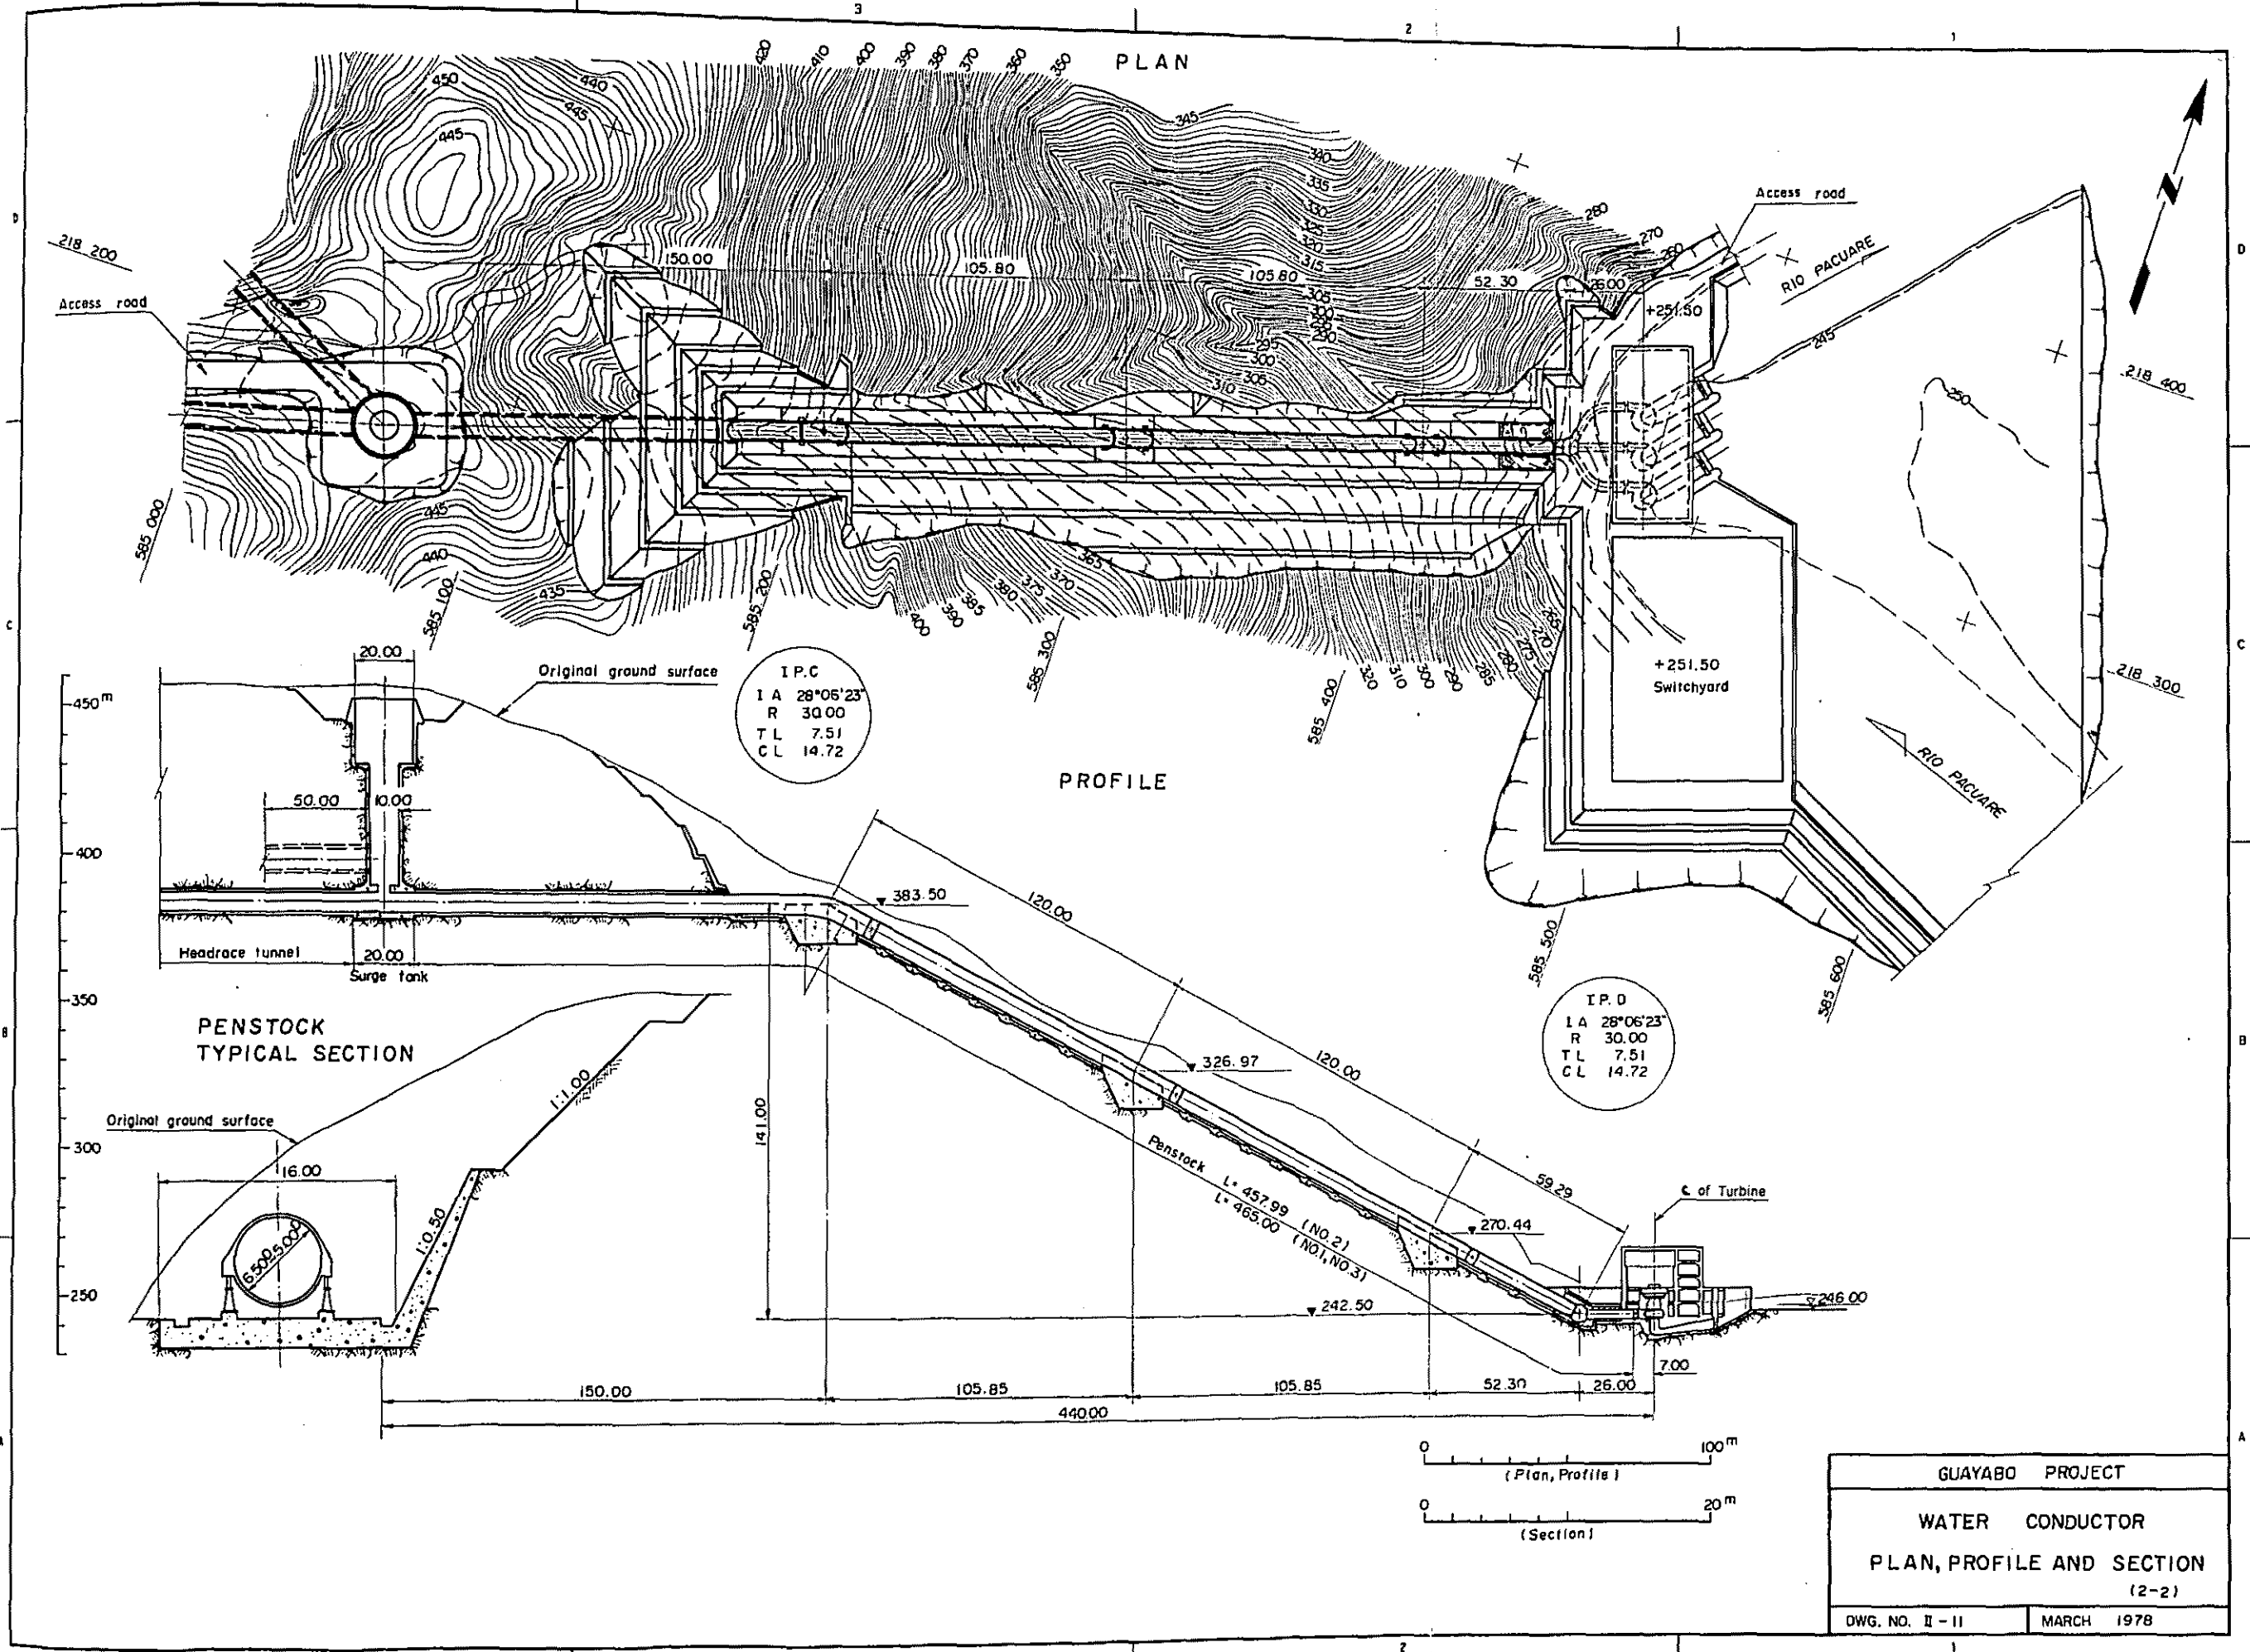 3
2
1
PLAN
420
410
400
390
380
370
360
350
450
440
445
445
345
340
335
330
325
320
315
280
270
260
Access road
RIO PACUARE
D
D
218 200
Access road
150.00
105.80
105.80
52.30
26.00
+251.50
305
300
295
290
295
300
305
310
245
218 400
250
585 000
445
440
435
585 100
585 200
365
370
375
380
385
390
400
585 300
585 400
320
310
300
290
285
280
275
270
265
+251.50
Switchyard
218 300
RIO PACUARE
585 500
585 600
C
C
20.00
Original ground surface
I P.C
I A 28°06'23"
R 30.00
T L 7.51
C L 14.72
PROFILE
450 m
400
350
300
250
50.00
10.00
383.50
120.00
Headrace tunnel
20.00
Surge tank
PENSTOCK
TYPICAL SECTION
I P. D
I A 28°06'23"
R 30.00
T L 7.51
C L 14.72
B
B
326.97
120.00
1:1.00
141.00
Original ground surface
16.00
Penstock L= 457.99 (NO.2)
L= 465.00 (NO.1, NO.3)
59.29
₵ of Turbine
270.44
1:0.50
6.50~5.00
242.50
246.00
7.00
150.00
105.85
105.85
52.30
26.00
440.00
A
A
0 100 m
(Plan, Profile)
0 20 m
(Section)
GUAYABO PROJECT
WATER CONDUCTOR
PLAN, PROFILE AND SECTION
(2-2)
DWG. NO. II - 11
MARCH 1978
2
1